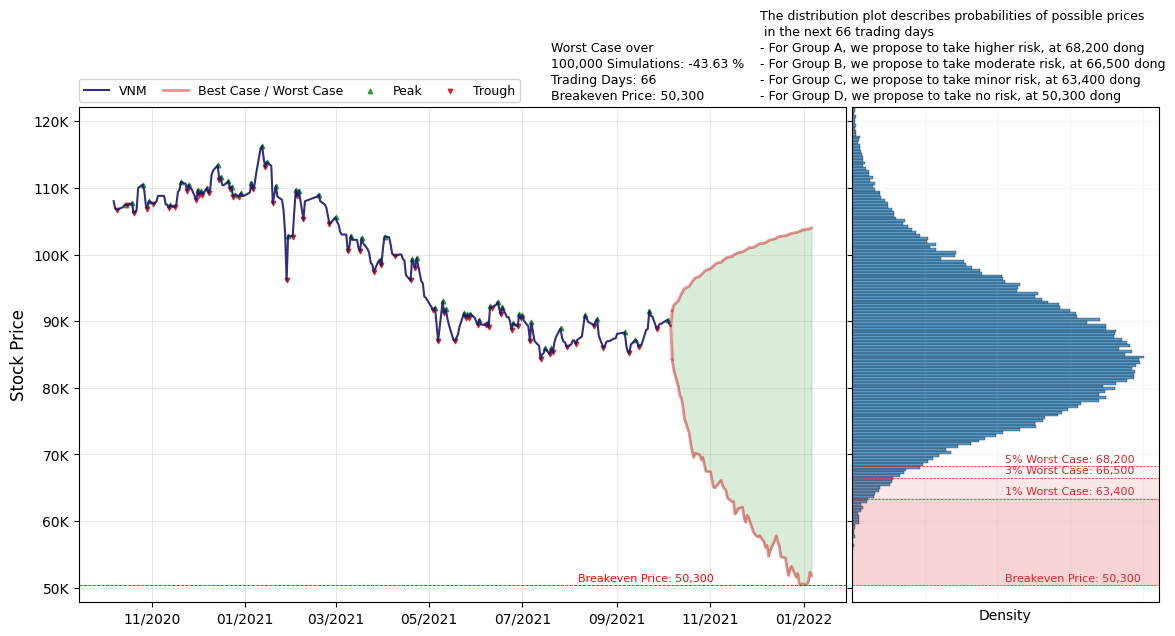 The distribution plot describes probabilities of possible prices
in the next 66 trading days
- For Group A, we propose to take higher risk, at 68,200 dong
- For Group B, we propose to take moderate risk, at 66,500 dong
- For Group C, we propose to take minor risk, at 63,400 dong
- For Group D, we propose to take no risk, at 50,300 dong
Worst Case over
100,000 Simulations: -43.63 %
Trading Days: 66
Breakeven Price: 50,300
VNM
Best Case / Worst Case
Peak
Trough
Stock Price
120K
110K
100K
90K
80K
70K
60K
50K
Breakeven Price: 50,300
11/2020
01/2021
03/2021
05/2021
07/2021
09/2021
11/2021
01/2022
5% Worst Case: 68,200
3% Worst Case: 66,500
1% Worst Case: 63,400
Breakeven Price: 50,300
Density